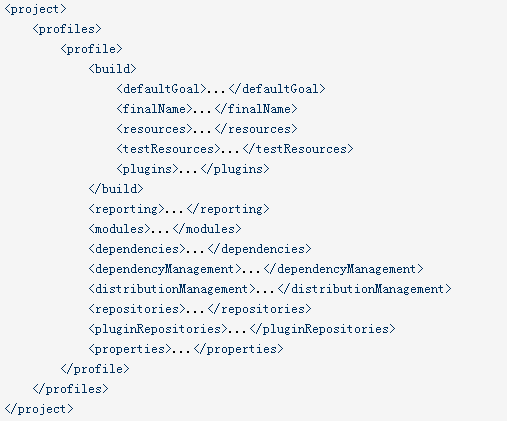 <project>
    <profiles>
        <profile>
            <build>
                <defaultGoal>...</defaultGoal>
                <finalName>...</finalName>
                <resources>...</resources>
                <testResources>...</testResources>
                <plugins>...</plugins>
            </build>
            <reporting>...</reporting>
            <modules>...</modules>
            <dependencies>...</dependencies>
            <dependencyManagement>...</dependencyManagement>
            <distributionManagement>...</distributionManagement>
            <repositories>...</repositories>
            <pluginRepositories>...</pluginRepositories>
            <properties>...</properties>
        </profile>
    </profiles>
</project>